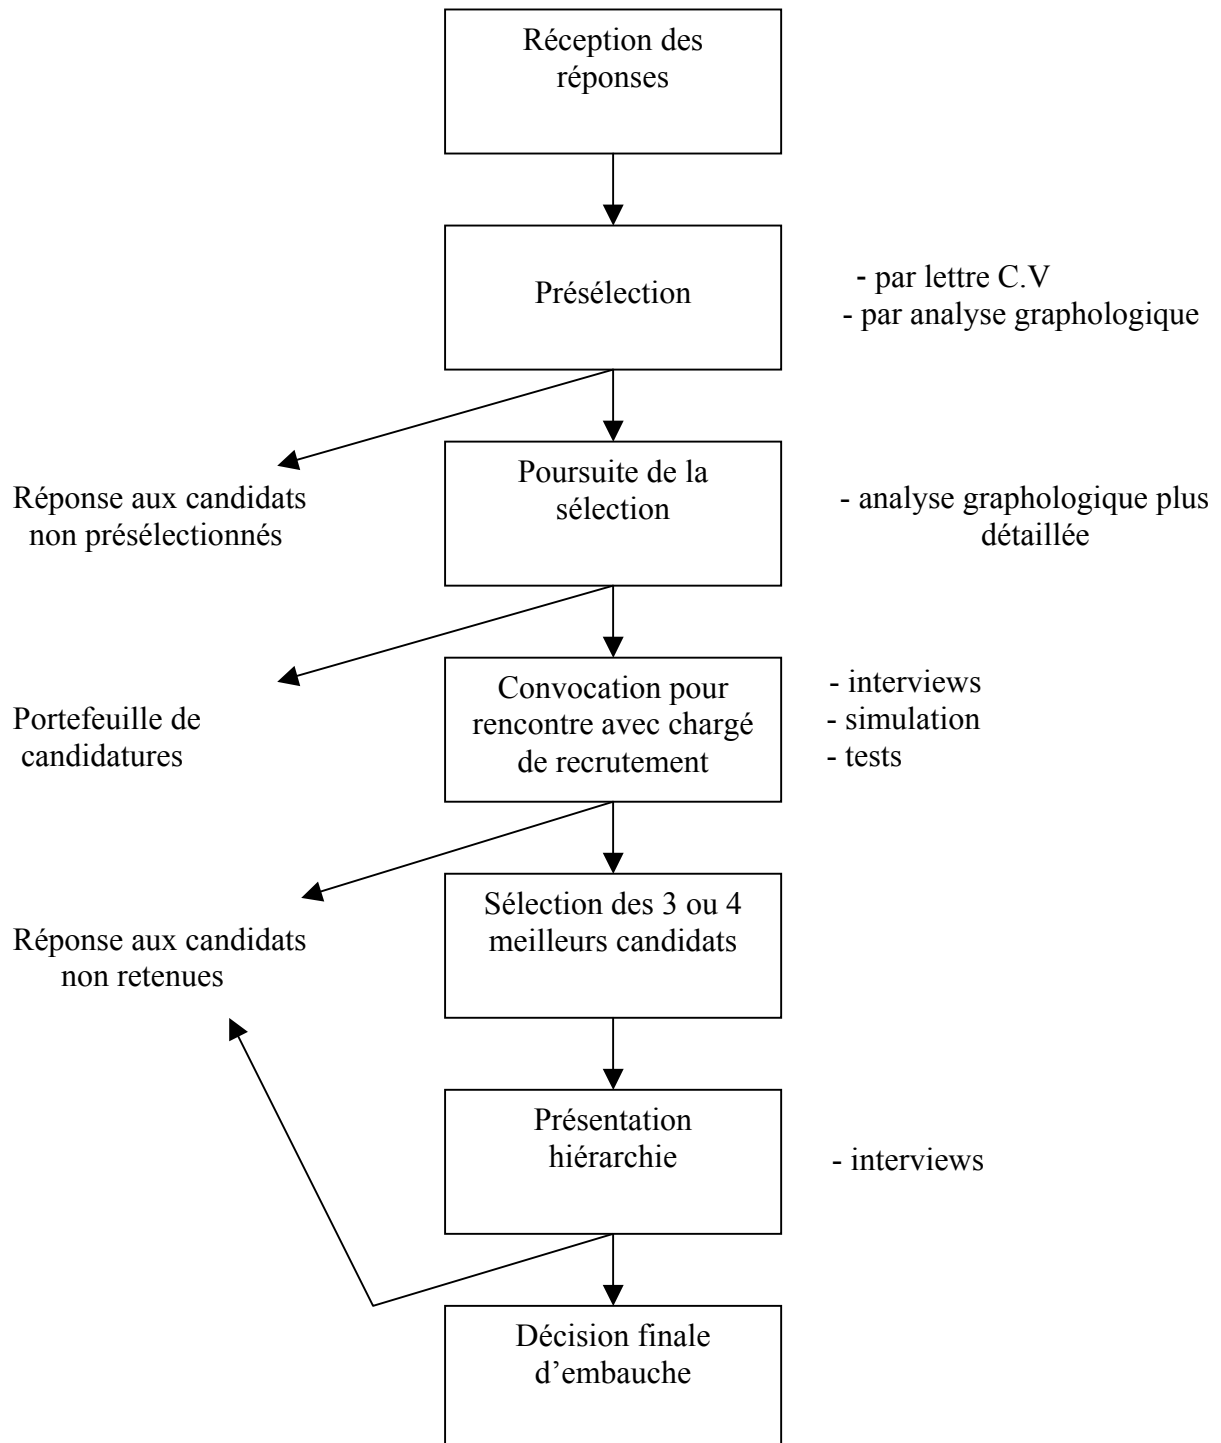 Réception des
réponses
Présélection
- par lettre C.V
- par analyse graphologique
Réponse aux candidats
non présélectionnés
Poursuite de la
sélection
- analyse graphologique plus
détaillée
Portefeuille de
candidatures
Convocation pour
rencontre avec chargé
de recrutement
- interviews
- simulation
- tests
Réponse aux candidats
non retenues
Sélection des 3 ou 4
meilleurs candidats
Présentation
hiérarchie
- interviews
Décision finale
d’embauche